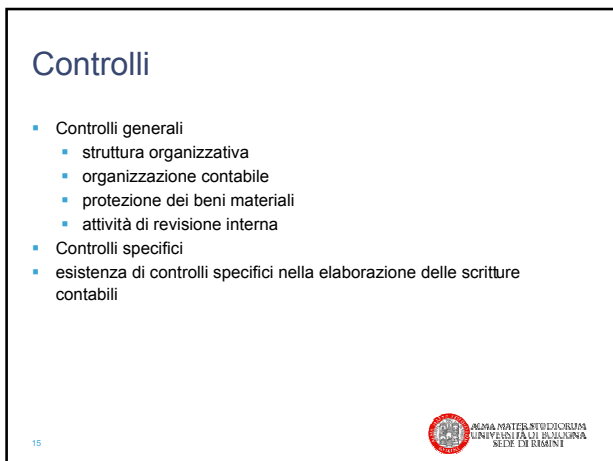 Controlli
Controlli generali
struttura organizzativa
organizzazione contabile
protezione dei beni materiali
attività di revisione interna
Controlli specifici
esistenza di controlli specifici nella elaborazione delle scritture
contabili
15
ALMA MATER STUDIORUM
UNIVERSITÀ DI BOLOGNA
SEDE DI RIMINI